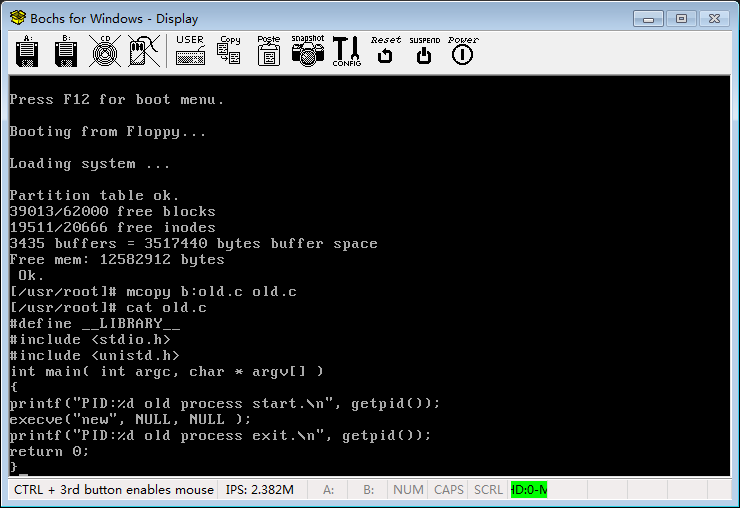 Bochs for Windows - Display
A: B: CD USER Copy Paste snapshot CONFIG Reset SUSPEND Power
Press F12 for boot menu.
Booting from Floppy...
Loading system ...
Partition table ok.
39013/62000 free blocks
19511/20666 free inodes
3435 buffers = 3517440 bytes buffer space
Free mem: 12582912 bytes
 Ok.
[/usr/root]# mcopy b:old.c old.c
[/usr/root]# cat old.c
#define __LIBRARY__
#include <stdio.h>
#include <unistd.h>
int main( int argc, char * argv[] )
{
printf("PID:%d old process start.\n", getpid());
execve("new", NULL, NULL );
printf("PID:%d old process exit.\n", getpid());
return 0;
}_
CTRL + 3rd button enables mouse IPS: 2.382M A: B: NUM CAPS SCRL HD:0-M